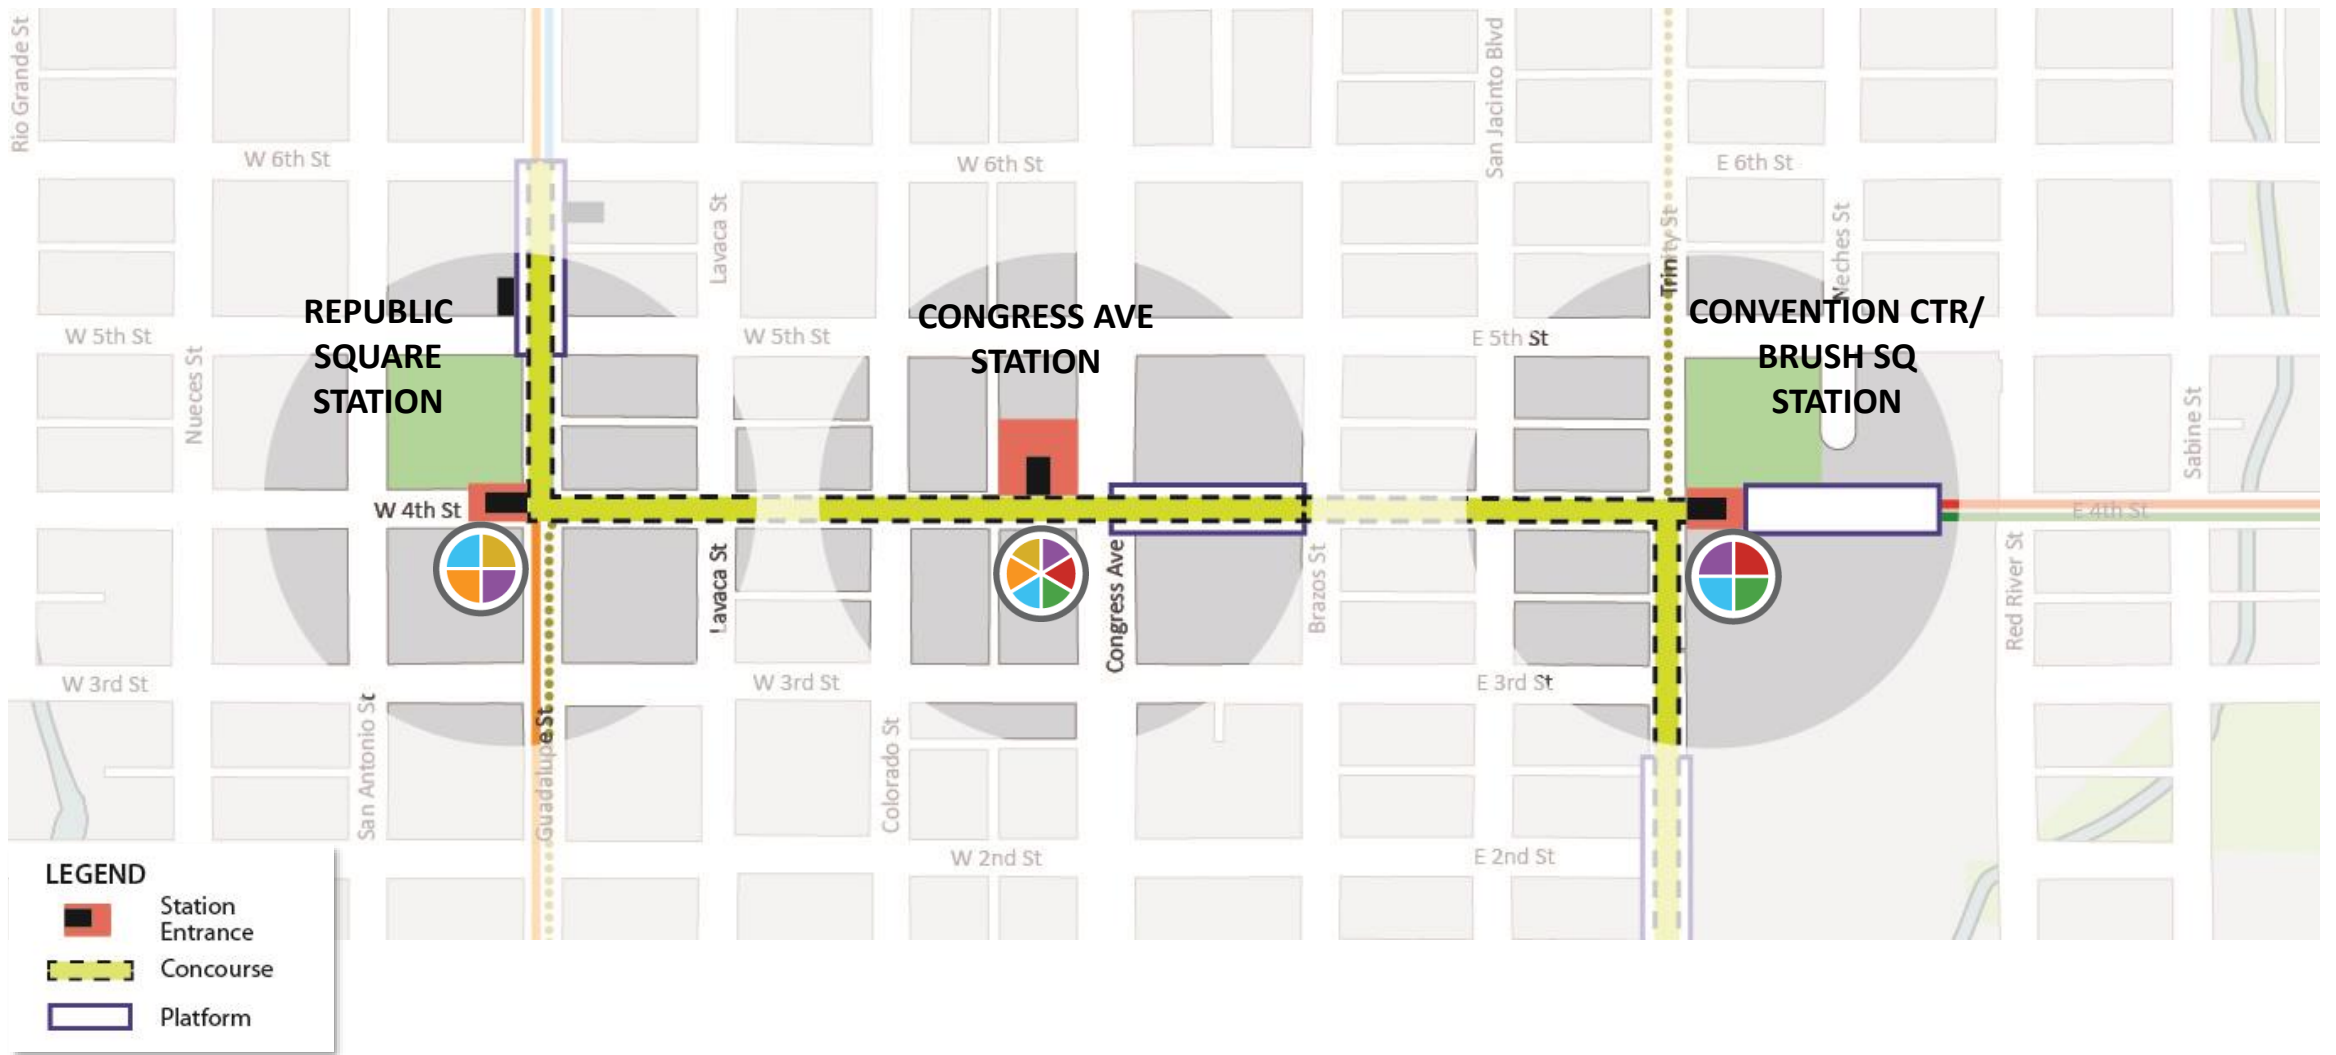 Rio Grande St
San Jacinto Blvd
W 6th St
W 6th St
E 6th St
Lavaca St
Trinity St
Neches St
REPUBLIC
SQUARE
STATION
CONGRESS AVE
STATION
CONVENTION CTR/
BRUSH SQ
STATION
W 5th St
W 5th St
E 5th St
Nueces St
Sabine St
W 4th St
E 4th St
Lavaca St
Congress Ave
Brazos St
Red River St
W 3rd St
W 3rd St
E 3rd St
San Antonio St
Guadalupe St
Colorado St
W 2nd St
E 2nd St
LEGEND
Station
Entrance
Concourse
Platform